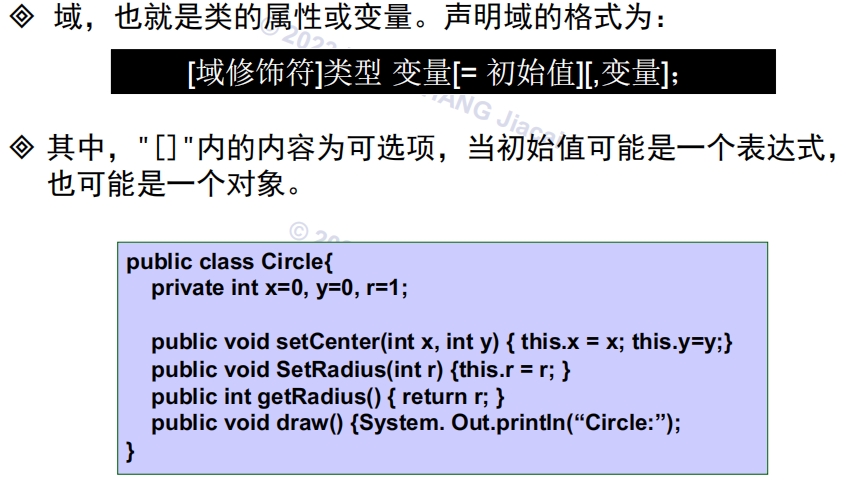 域，也就是类的属性或变量。声明域的格式为：
[域修饰符]类型 变量[= 初始值][,变量];
其中，"[]"内的内容为可选项，当初始值可能是一个表达式，
也可能是一个对象。
public class Circle{
private int x=0, y=0, r=1;
public void setCenter(int x, int y) { this.x = x; this.y=y;}
public void SetRadius(int r) {this.r = r; }
public int getRadius() { return r; }
public void draw() {System. Out.println(“Circle:”);
}